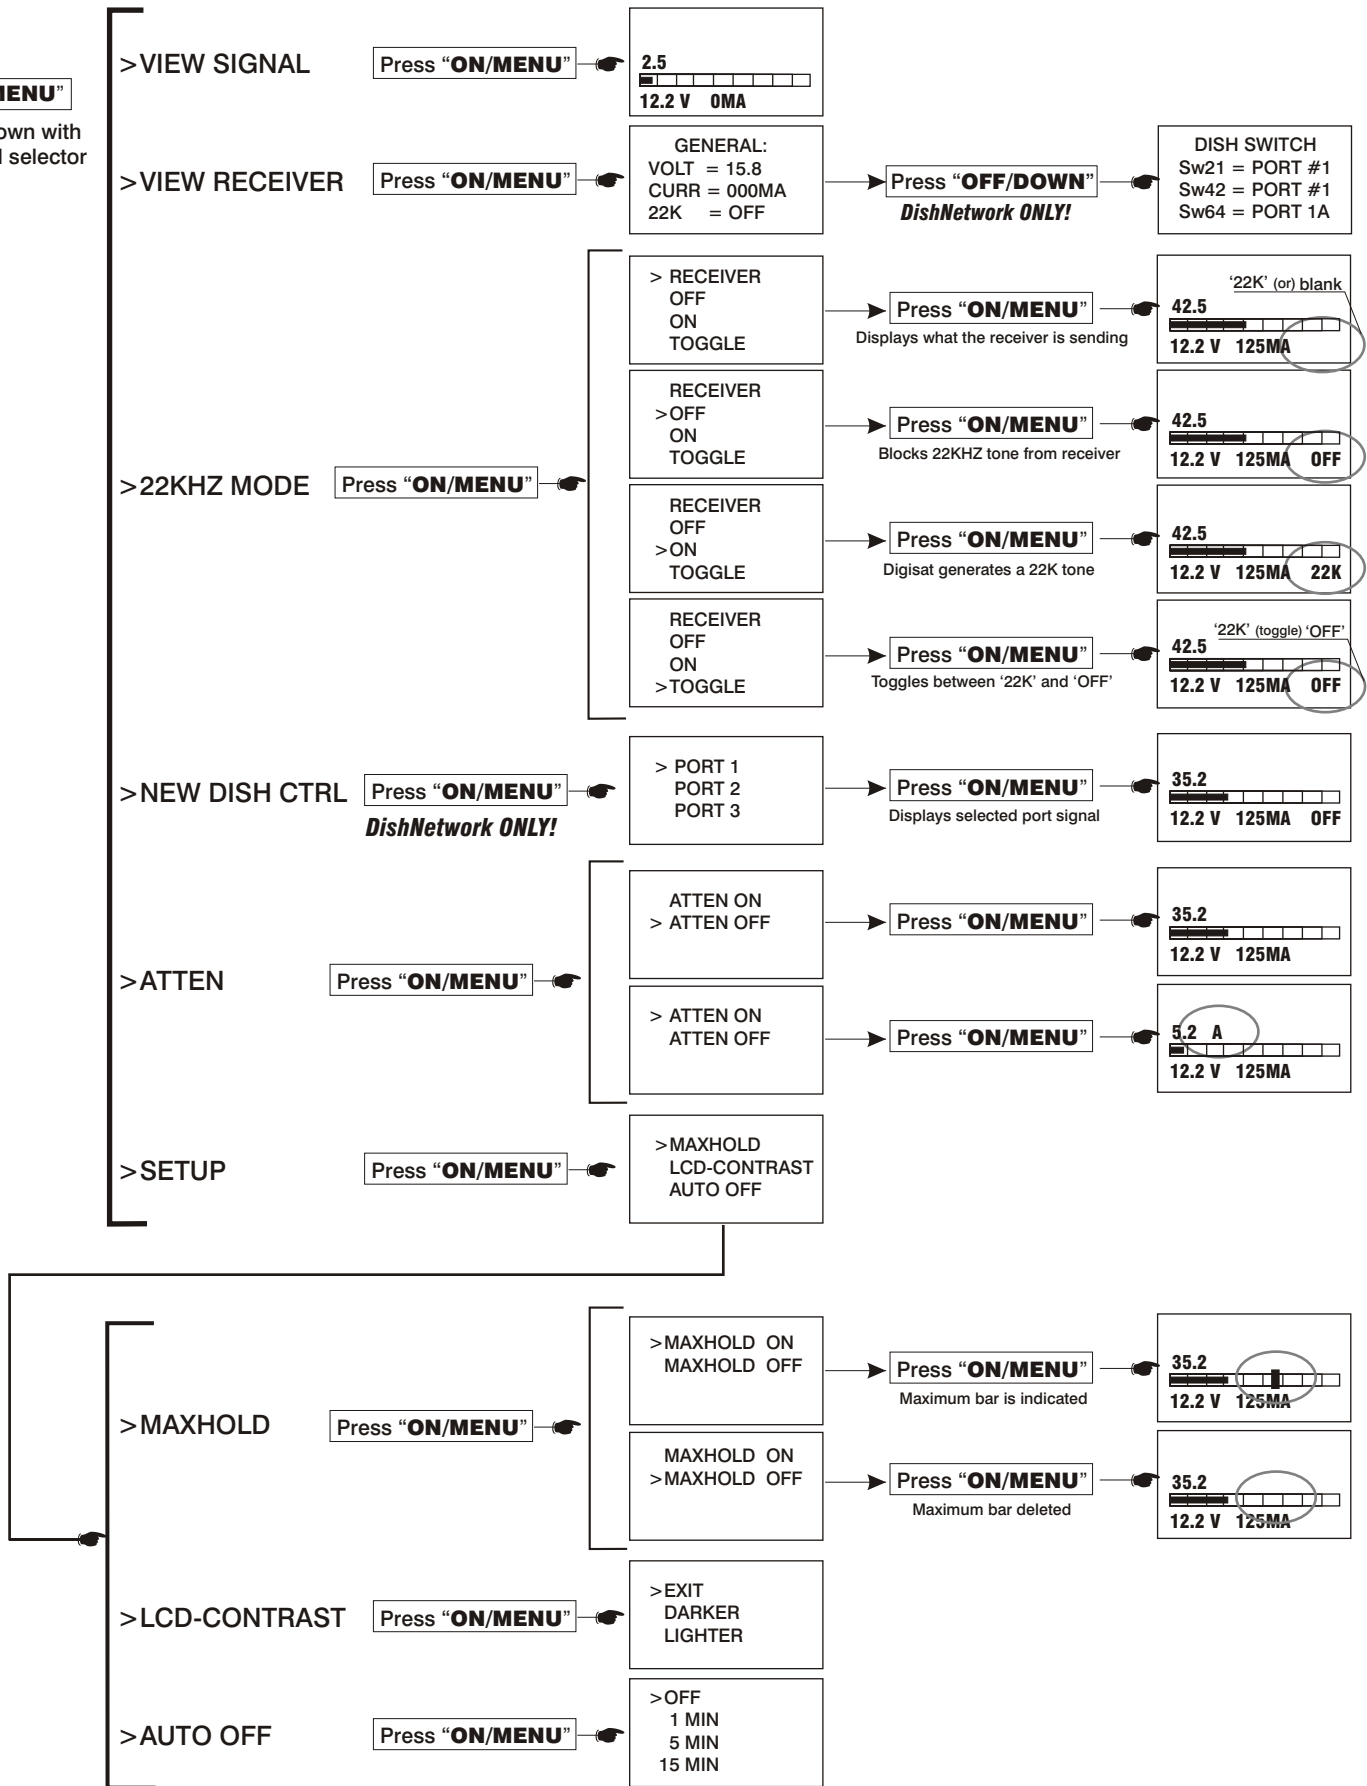 >VIEW SIGNAL
Press “ON/MENU”
2.5
12.2 V 0MA
MENU”
own with
selector
>VIEW RECEIVER
Press “ON/MENU”
GENERAL:
VOLT = 15.8
CURR = 000MA
22K = OFF
Press “OFF/DOWN”
DishNetwork ONLY!
DISH SWITCH
Sw21 = PORT #1
Sw42 = PORT #1
Sw64 = PORT 1A
>22KHZ MODE
Press “ON/MENU”
> RECEIVER
OFF
ON
TOGGLE
Press “ON/MENU”
Displays what the receiver is sending
‘22K’ (or) blank
42.5
12.2 V 125MA
RECEIVER
>OFF
ON
TOGGLE
Press “ON/MENU”
Blocks 22KHZ tone from receiver
42.5
12.2 V 125MA OFF
RECEIVER
OFF
>ON
TOGGLE
Press “ON/MENU”
Digisat generates a 22K tone
42.5
12.2 V 125MA 22K
RECEIVER
OFF
ON
>TOGGLE
Press “ON/MENU”
Toggles between ‘22K’ and ‘OFF’
‘22K’ (toggle) ‘OFF’
42.5
12.2 V 125MA OFF
>NEW DISH CTRL
Press “ON/MENU”
DishNetwork ONLY!
> PORT 1
PORT 2
PORT 3
Press “ON/MENU”
Displays selected port signal
35.2
12.2 V 125MA OFF
>ATTEN
Press “ON/MENU”
ATTEN ON
> ATTEN OFF
Press “ON/MENU”
35.2
12.2 V 125MA
> ATTEN ON
ATTEN OFF
Press “ON/MENU”
5.2 A
12.2 V 125MA
>SETUP
Press “ON/MENU”
>MAXHOLD
LCD-CONTRAST
AUTO OFF
>MAXHOLD
Press “ON/MENU”
>MAXHOLD ON
MAXHOLD OFF
Press “ON/MENU”
Maximum bar is indicated
35.2
12.2 V 125MA
MAXHOLD ON
>MAXHOLD OFF
Press “ON/MENU”
Maximum bar deleted
35.2
12.2 V 125MA
>LCD-CONTRAST
Press “ON/MENU”
>EXIT
DARKER
LIGHTER
>AUTO OFF
Press “ON/MENU”
>OFF
1 MIN
5 MIN
15 MIN